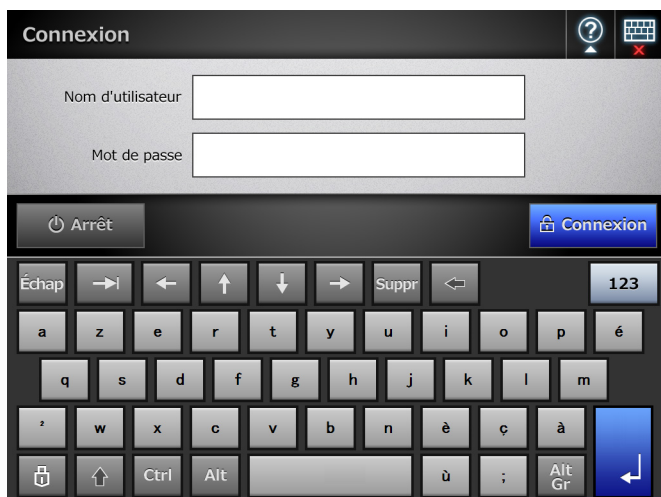 Connexion ?
Nom d'utilisateur
Mot de passe
Arrêt Connexion
Échap Suppr 123
a z e r t y u i o p é
q s d f g h j k l m
² w x c v b n è ç à
Ctrl Alt ù ; Alt Gr